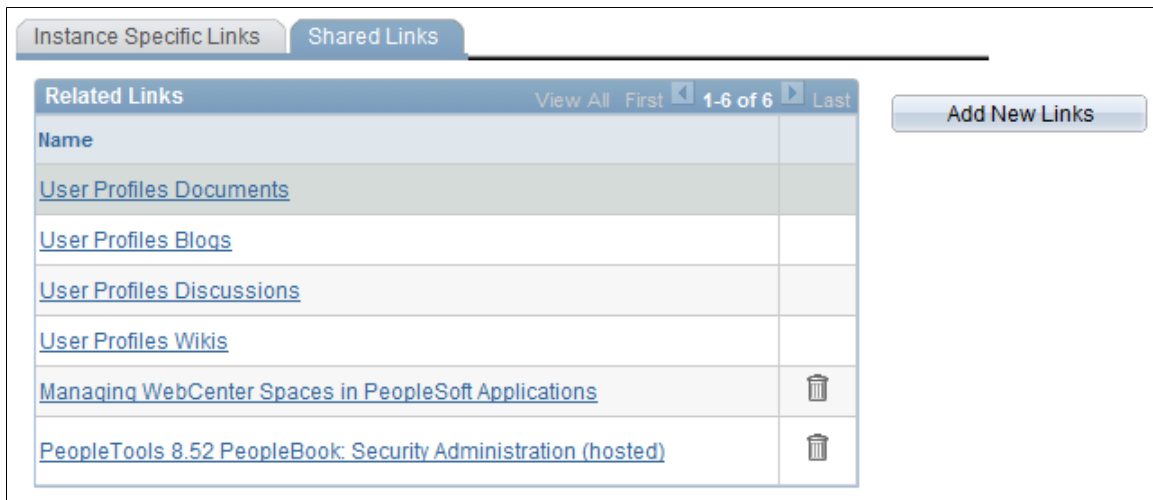 Instance Specific Links Shared Links
Related Links View All First 1-6 of 6 Last
Add New Links
Name
User Profiles Documents
User Profiles Blogs
User Profiles Discussions
User Profiles Wikis
Managing WebCenter Spaces in PeopleSoft Applications
PeopleTools 8.52 PeopleBook: Security Administration (hosted)